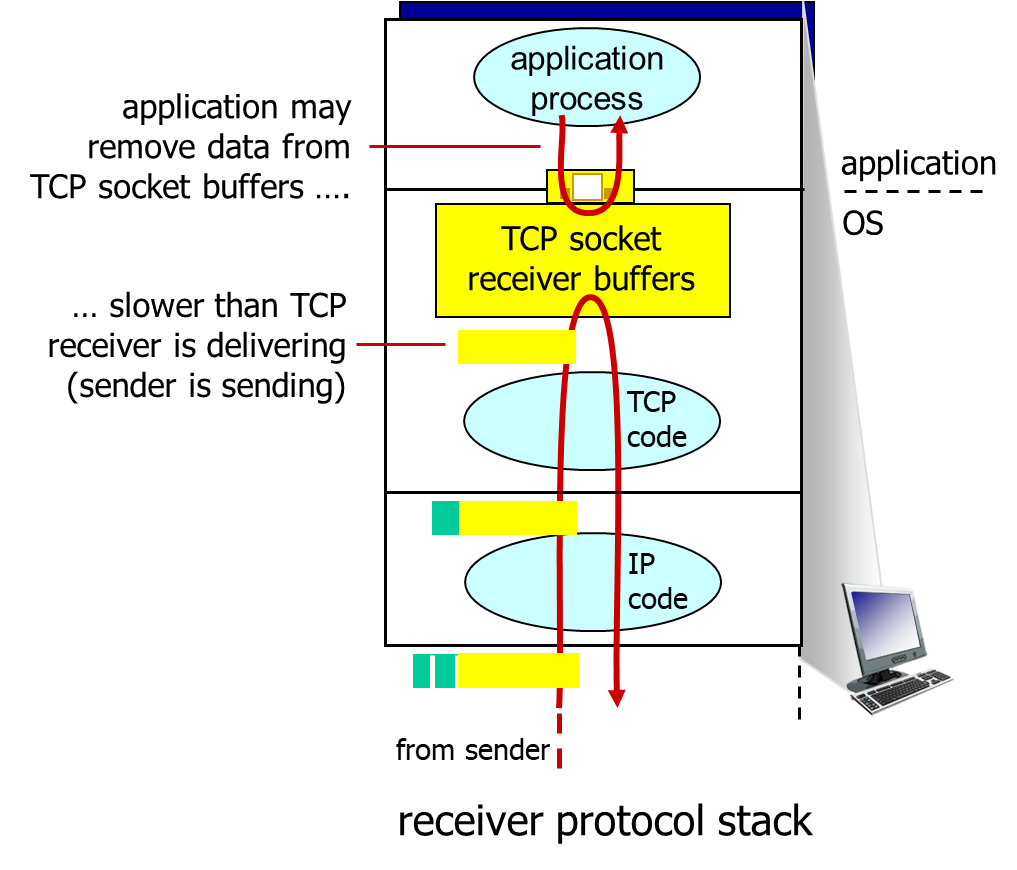 application
process
application may
remove data from
TCP socket buffers ….
application
OS
TCP socket
receiver buffers
… slower than TCP
receiver is delivering
(sender is sending)
TCP
code
IP
code
from sender
receiver protocol stack